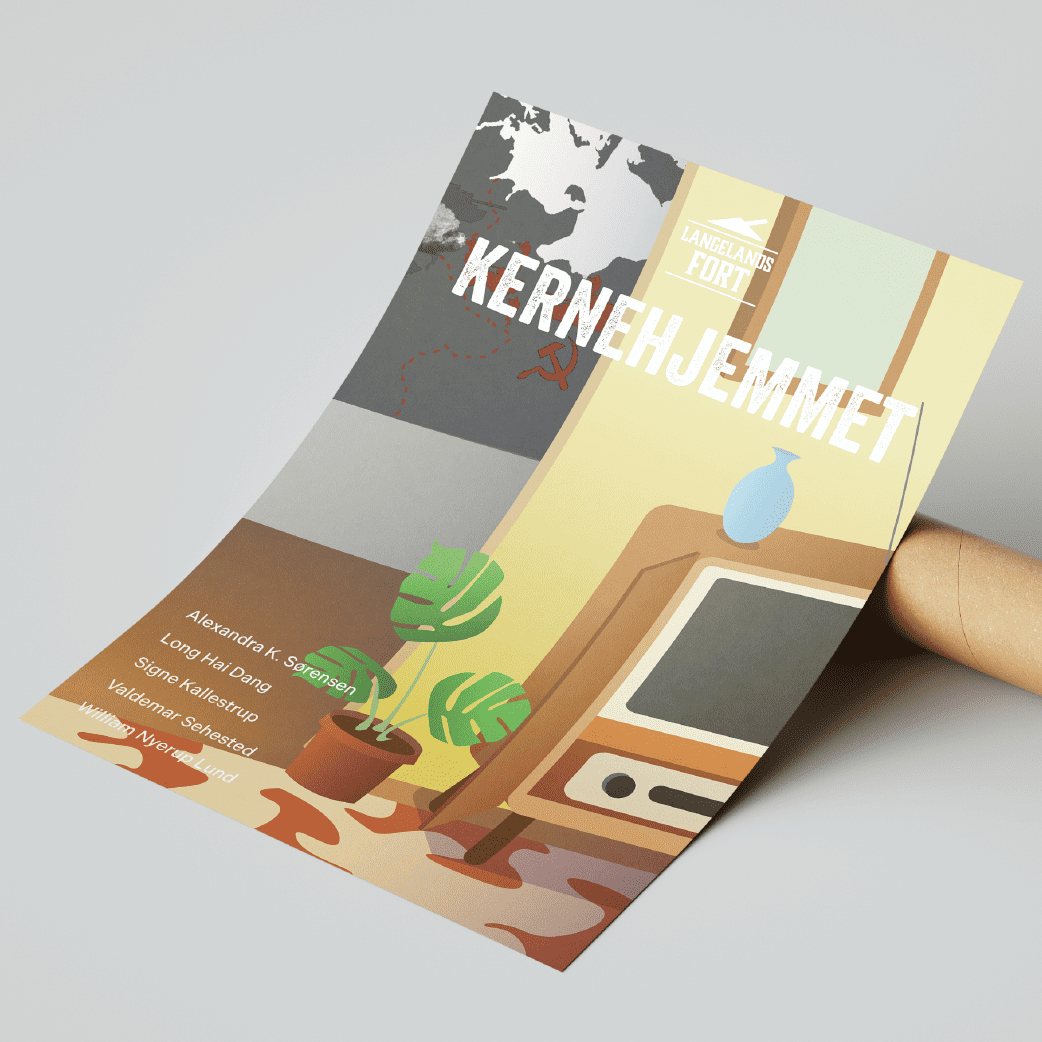 LANGELANDS
FORT
KERNEHJEMMET
Alexandra K. Sørensen
Long Hai Dang
Signe Kallestrup
Valdemar Sehested
William Nyerup Lund